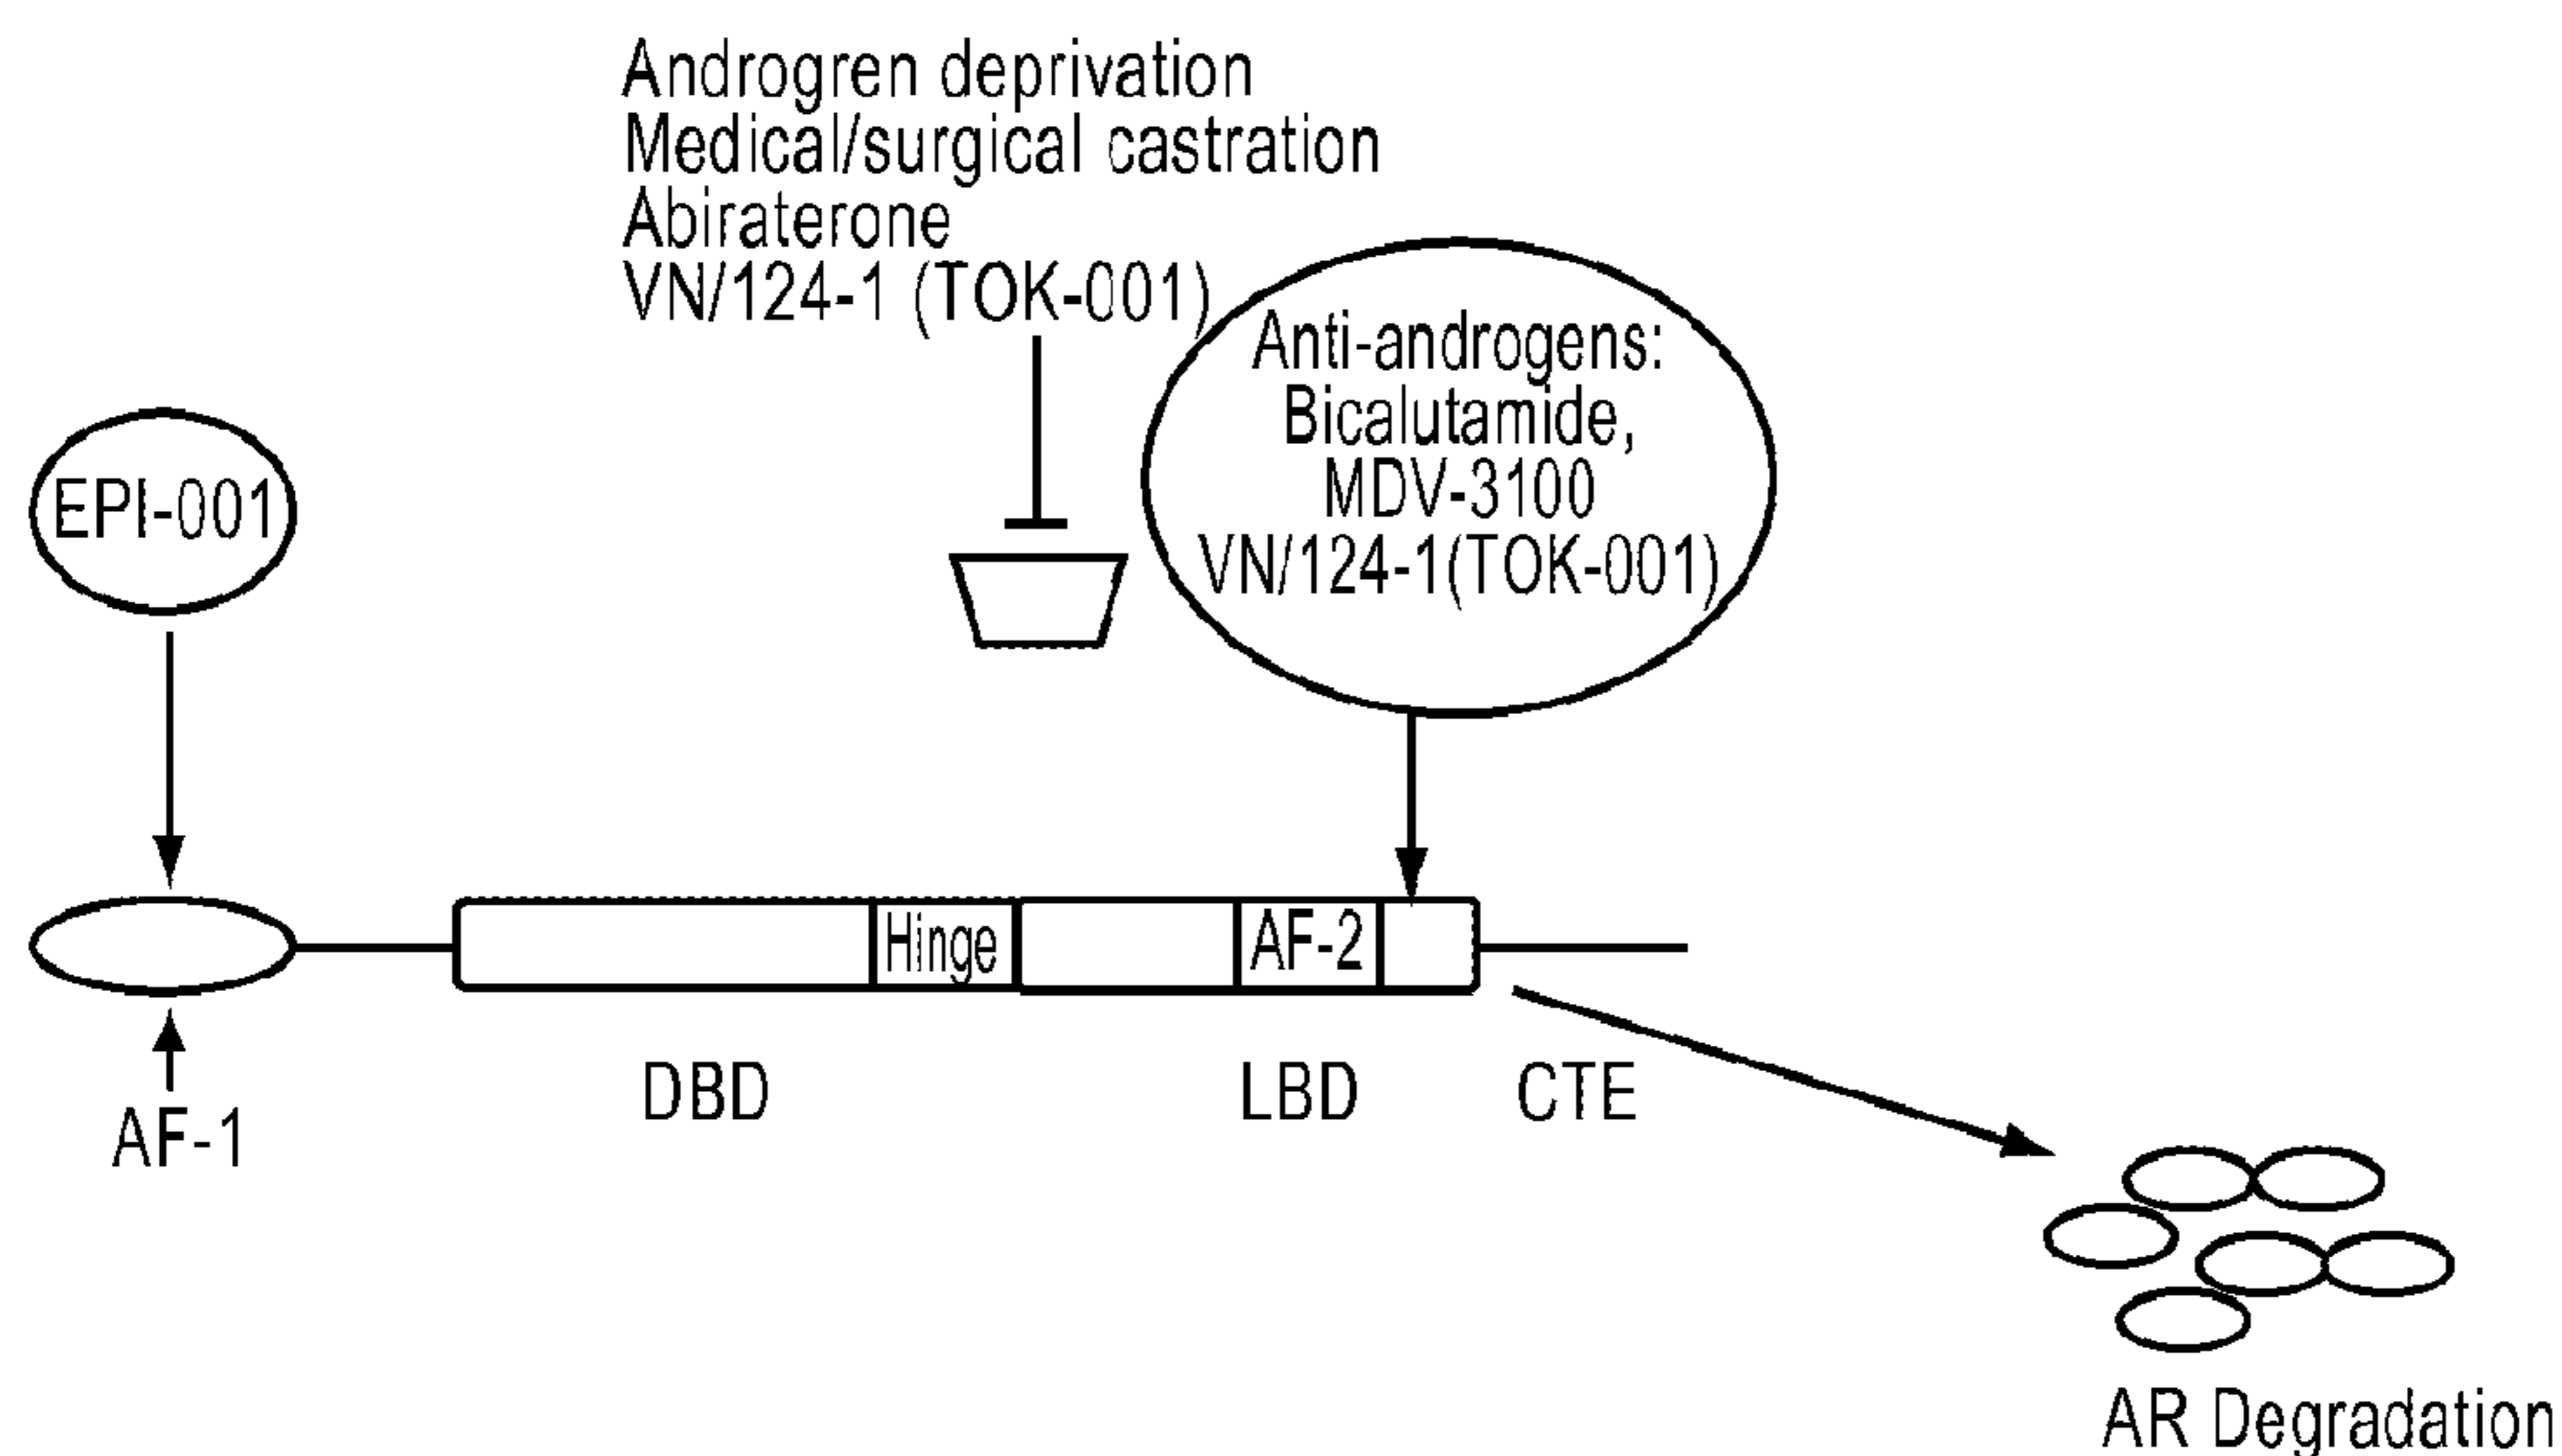 Androgren deprivation
Medical/surgical castration
Abiraterone
VN/124-1 (TOK-001)
Anti-androgens:
Bicalutamide,
MDV-3100
VN/124-1(TOK-001)
EPI-001
Hinge
AF-2
AF-1
DBD
LBD
CTE
AR Degradation